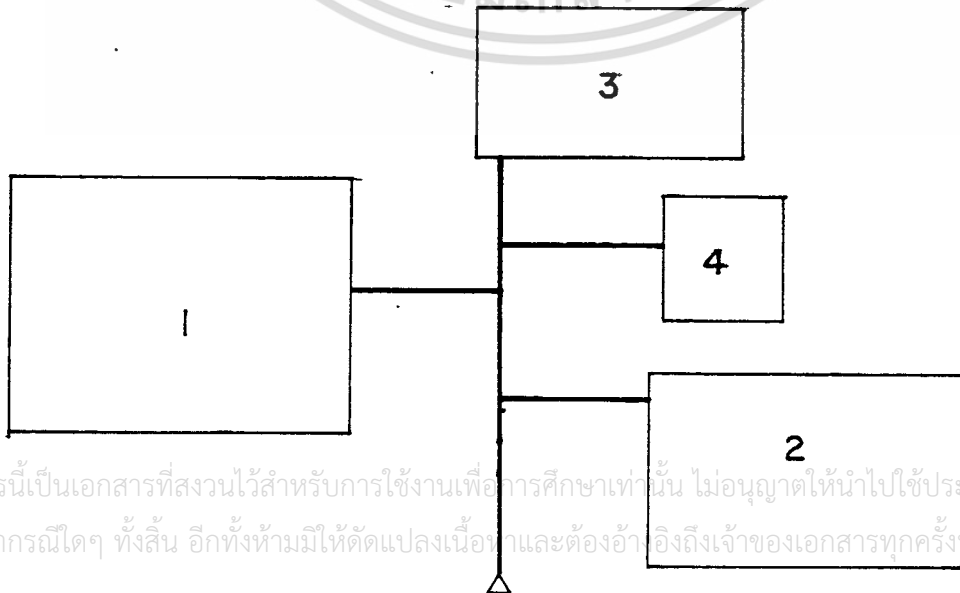 3
4
1
2
รนี้เป็นเอกสารที่สงวนไว้สำหรับการใช้งานเพื่อการศึกษาเท่านั้น ไม่อนุญาตให้นำไปใช้ประ
ากรณีใดๆ ทั้งสิ้น อีกทั้งห้ามมิให้ดัดแปลงเนื้อหาและต้องอ้างอิงถึงเจ้าของเอกสารทุกครั้ง